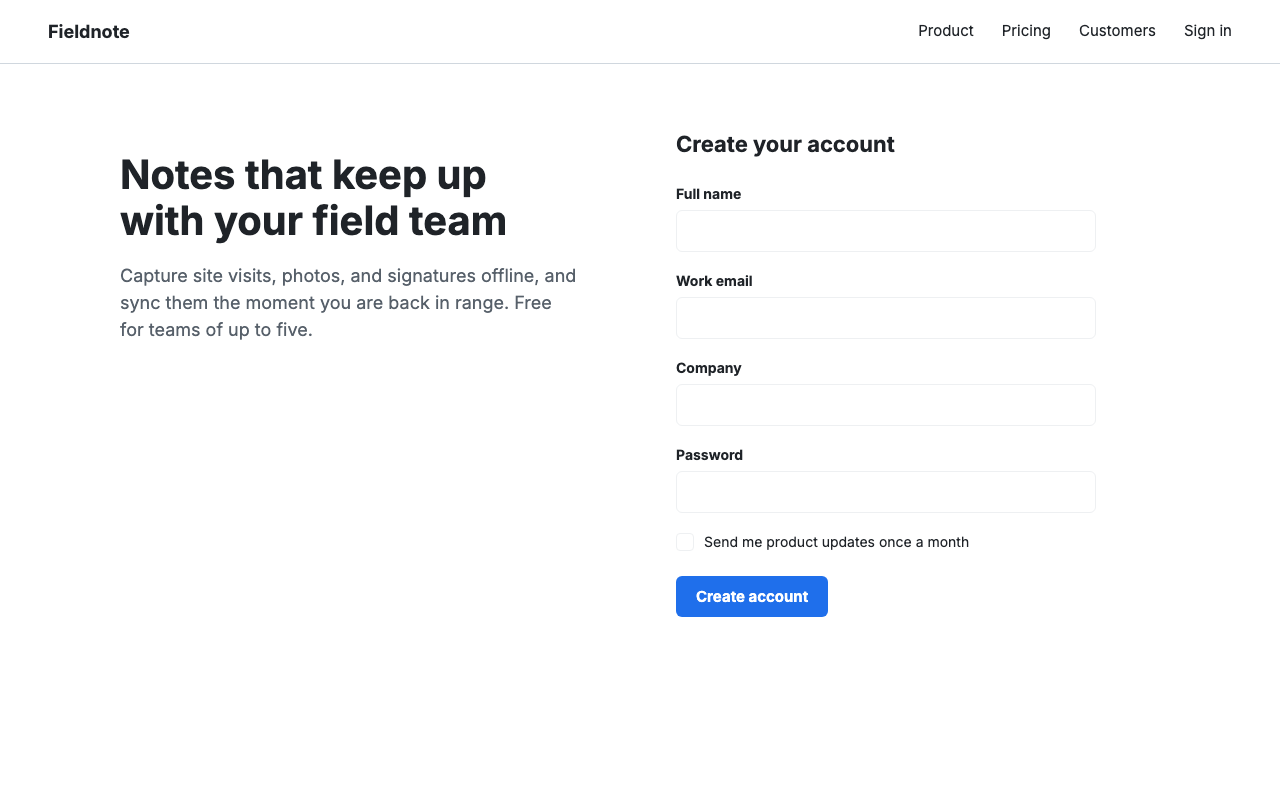 Fieldnote
Product
Pricing
Customers
Sign in
Notes that keep up
with your field team
Capture site visits, photos, and signatures offline, and
sync them the moment you are back in range. Free
for teams of up to five.
Create your account
Full name
Work email
Company
Password
Send me product updates once a month
Create account